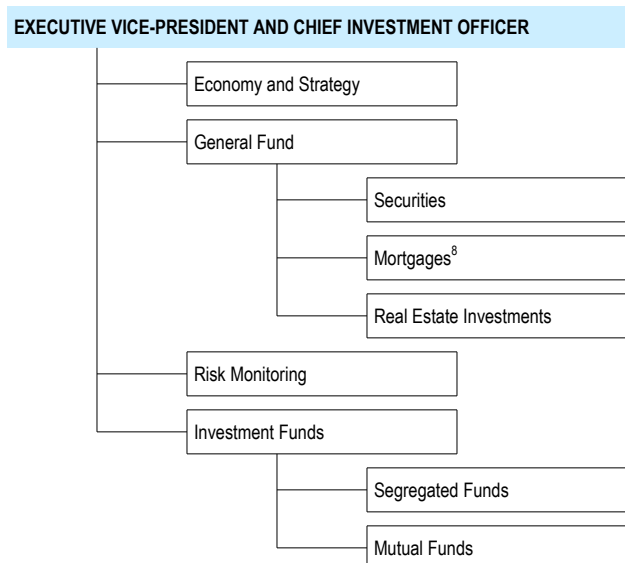 EXECUTIVE VICE-PRESIDENT AND CHIEF INVESTMENT OFFICER
Economy and Strategy
General Fund
Securities
Mortgages⁸
Real Estate Investments
Risk Monitoring
Investment Funds
Segregated Funds
Mutual Funds